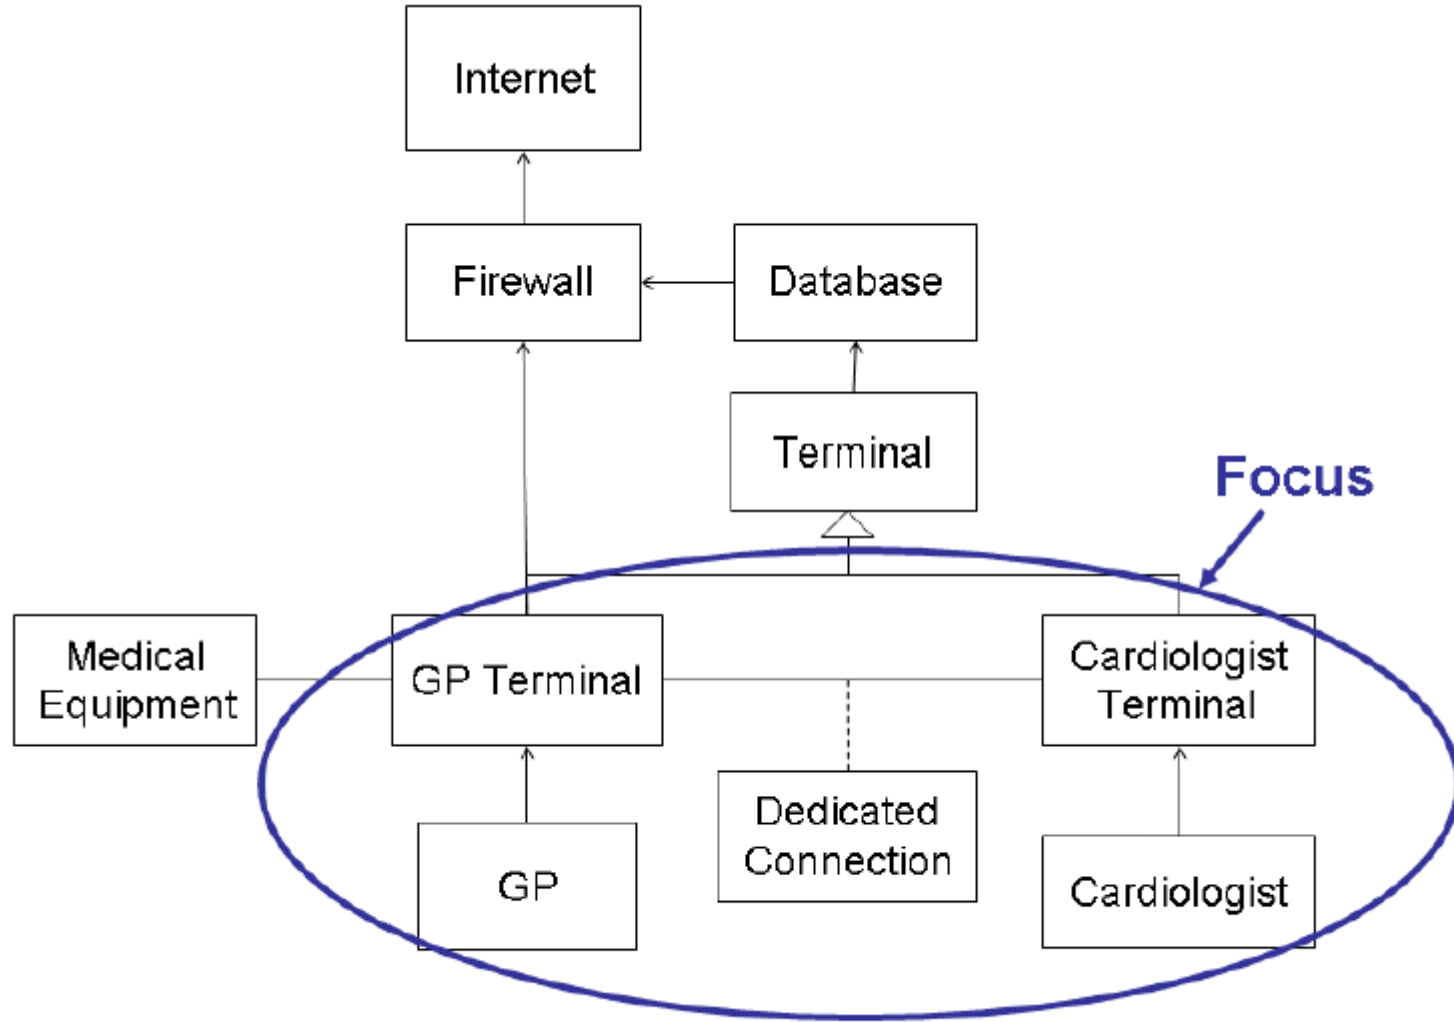 Internet
Firewall
Database
Terminal
Focus
Medical
Equipment
GP Terminal
Cardiologist
Terminal
Dedicated
Connection
GP
Cardiologist